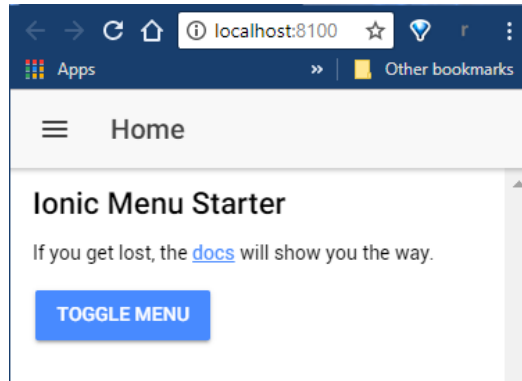 localhost:8100
r
Apps » Other bookmarks
Home
Ionic Menu Starter
If you get lost, the docs will show you the way.
TOGGLE MENU